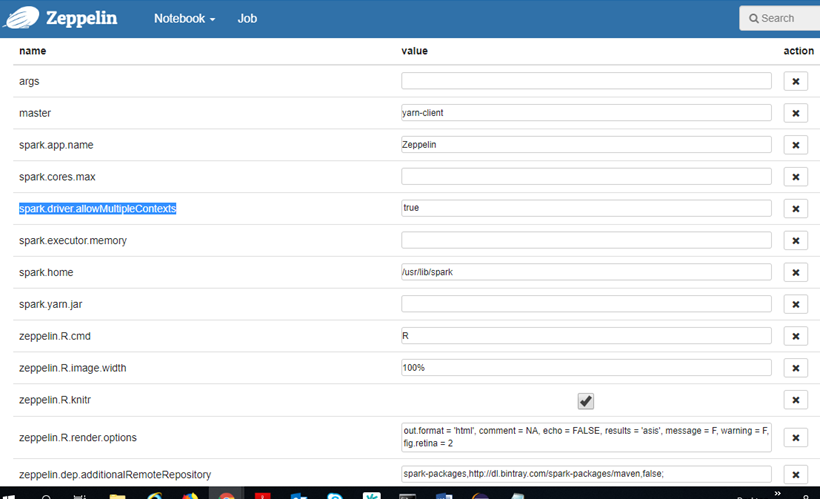 Zeppelin Notebook Job Search
name value action
args
master yarn-client
spark.app.name Zeppelin
spark.cores.max
spark.driver.allowMultipleContexts true
spark.executor.memory
spark.home /usr/lib/spark
spark.yarn.jar
zeppelin.R.cmd R
zeppelin.R.image.width 100%
zeppelin.R.knitr
zeppelin.R.render.options out.format = 'html', comment = NA, echo = FALSE, results = 'asis', message = F, warning = F,
fig.retina = 2
zeppelin.dep.additionalRemoteRepository spark-packages,http://dl.bintray.com/spark-packages/maven,false;